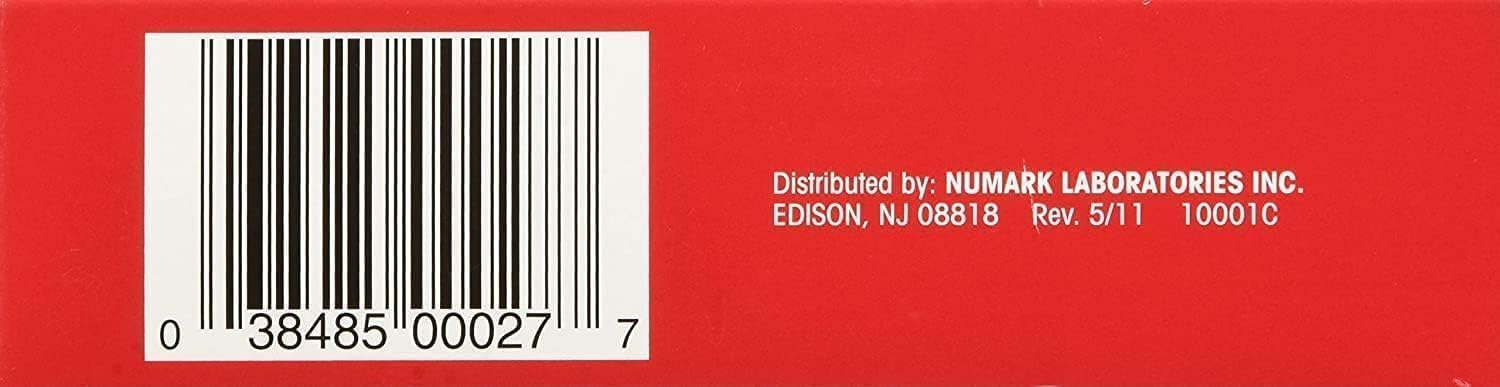 0 38485 00027 7
Distributed by: NUMARK LABORATORIES INC.
EDISON, NJ 08818 Rev. 5/11 10001C